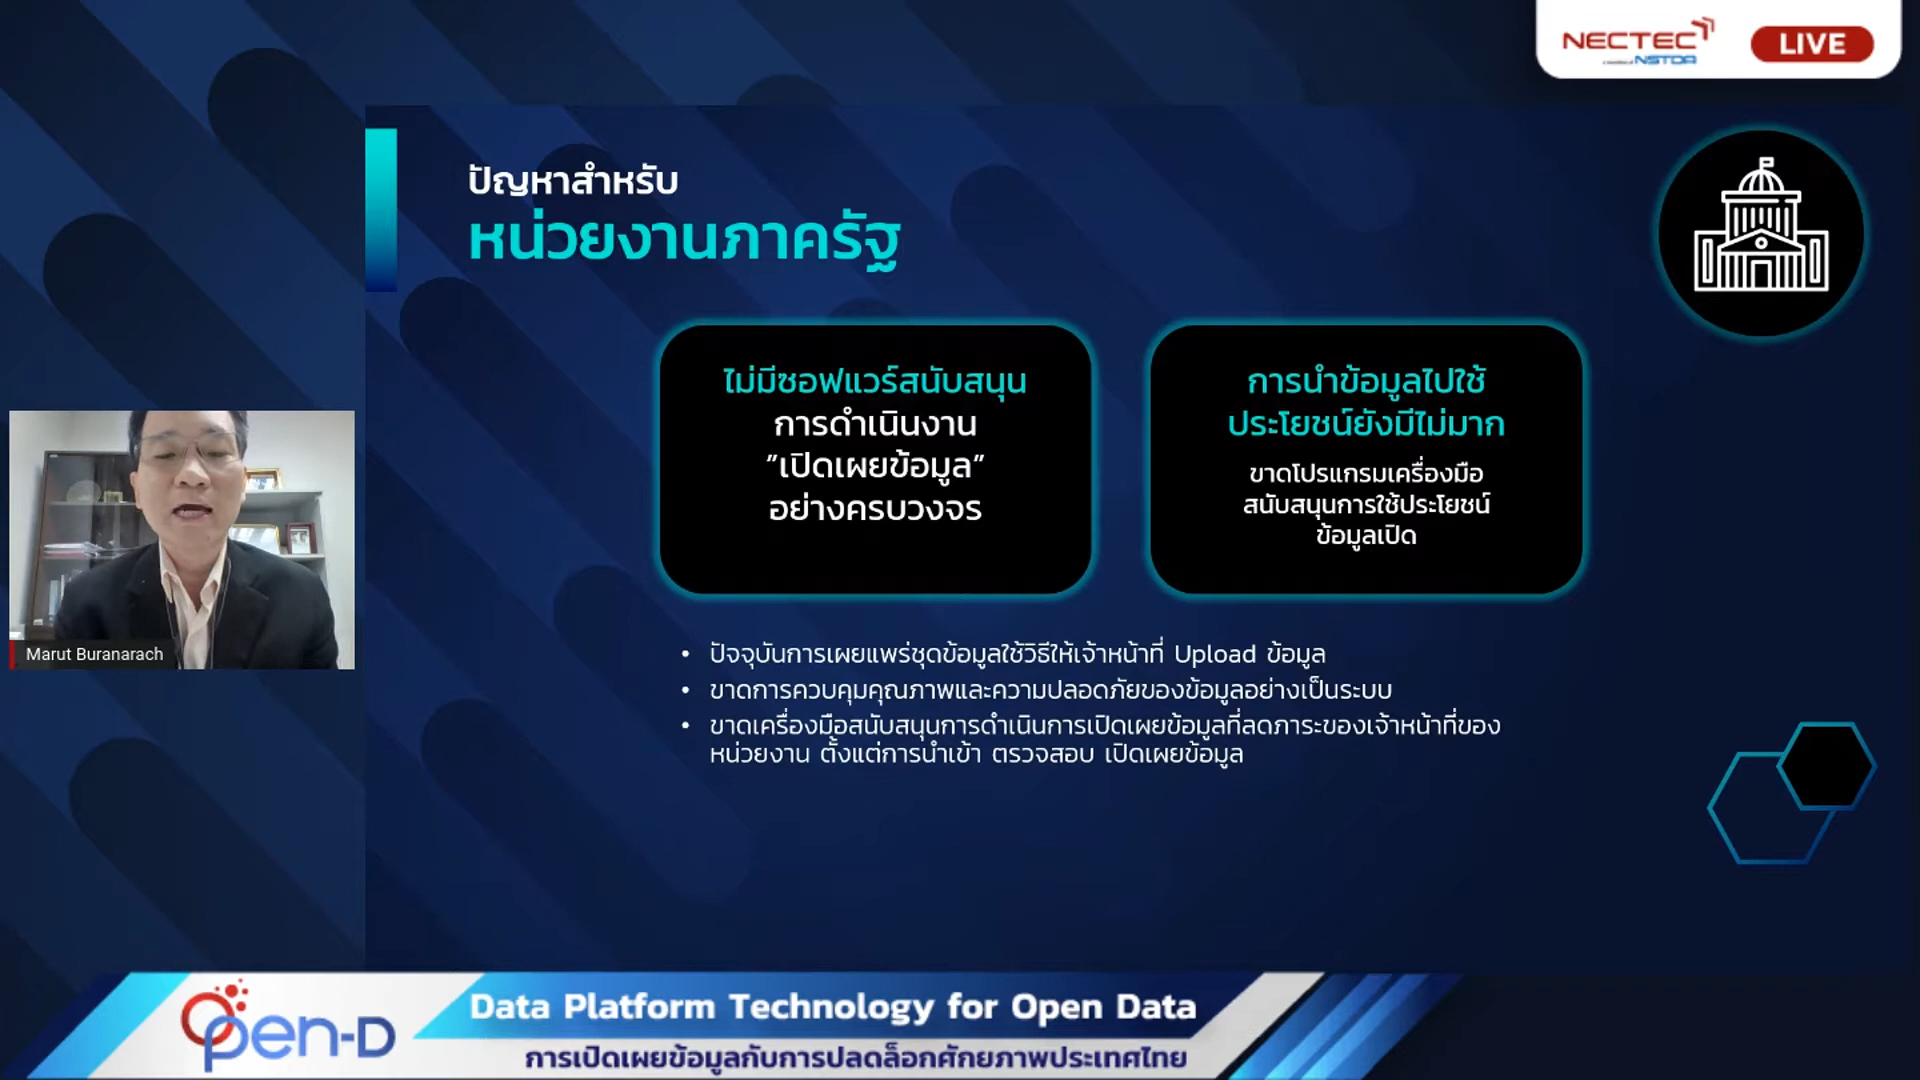 NECTEC
NSTDA
LIVE
ปัญหาสำหรับ
หน่วยงานภาครัฐ
ไม่มีซอฟแวร์สนับสนุน
การดำเนินงาน
”เปิดเผยข้อมูล”
อย่างครบวงจร
การนำข้อมูลไปใช้
ประโยชน์ยังมีไม่มาก
ขาดโปรแกรมเครื่องมือ
สนับสนุนการใช้ประโยชน์
ข้อมูลเปิด
Marut Buranarach
• ปัจจุบันการเผยแพร่ชุดข้อมูลใช้วิธีให้เจ้าหน้าที่ Upload ข้อมูล
• ขาดการควบคุมคุณภาพและความปลอดภัยของข้อมูลอย่างเป็นระบบ
• ขาดเครื่องมือสนับสนุนการดำเนินการเปิดเผยข้อมูลที่ลดภาระของเจ้าหน้าที่ของ
หน่วยงาน ตั้งแต่การนำเข้า ตรวจสอบ เปิดเผยข้อมูล
Open-D
Data Platform Technology for Open Data
การเปิดเผยข้อมูลกับการปลดล็อกศักยภาพประเทศไทย